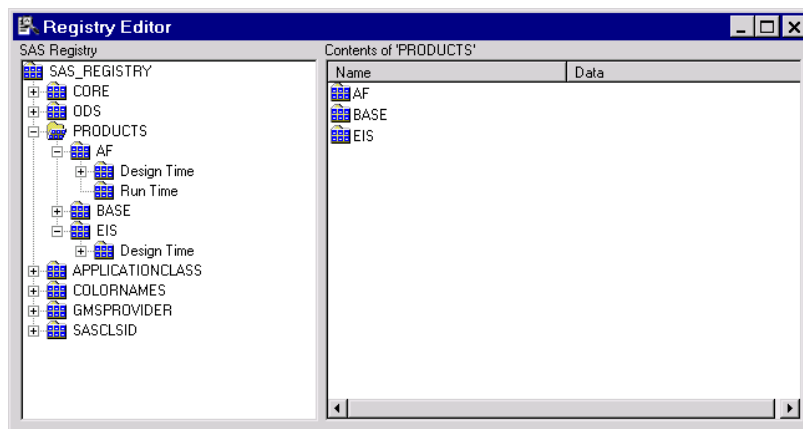 Registry Editor
SAS Registry
SAS_REGISTRY
CORE
ODS
PRODUCTS
AF
Design Time
Run Time
BASE
EIS
Design Time
APPLICATIONCLASS
COLORNAMES
GMSPROVIDER
SASCLSID
Contents of 'PRODUCTS'
Name Data
AF
BASE
EIS